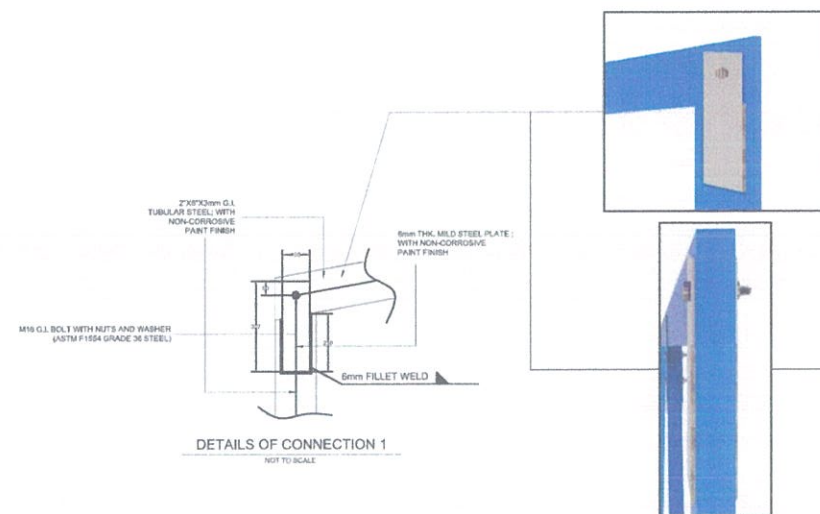 2"X6"X3mm G.I.
TUBULAR STEEL; WITH
NON-CORROSIVE
PAINT FINISH
6mm THK. MILD STEEL PLATE ;
WITH NON-CORROSIVE
PAINT FINISH
M16 G.I. BOLT WITH NUTS AND WASHER
(ASTM F1554 GRADE 36 STEEL)
6mm FILLET WELD
DETAILS OF CONNECTION 1
NOT TO SCALE